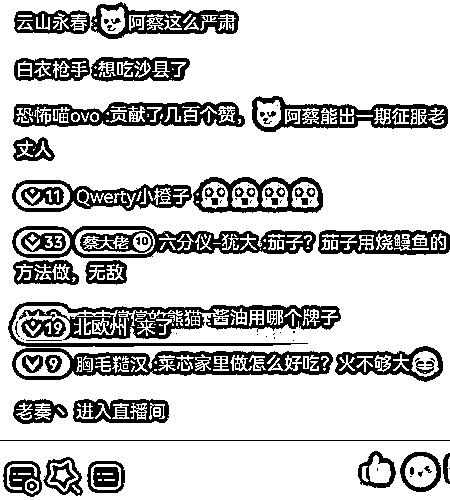 云山永春：阿蔡这么严肃
白衣枪手：想吃沙县了
恐怖喵ovo：贡献了几百个赞，阿蔡能出一期征服老
丈人
11 Qwerty小橙子：
33 蔡大佬 10 六分仪-犹大：茄子？茄子用烧鳗鱼的
方法做，无敌
的熊猫：酱油用哪个牌子
19 北欧州 来了
9 胸毛糙汉：菜芯家里做怎么好吃？火不够大
老奏丶 进入直播间